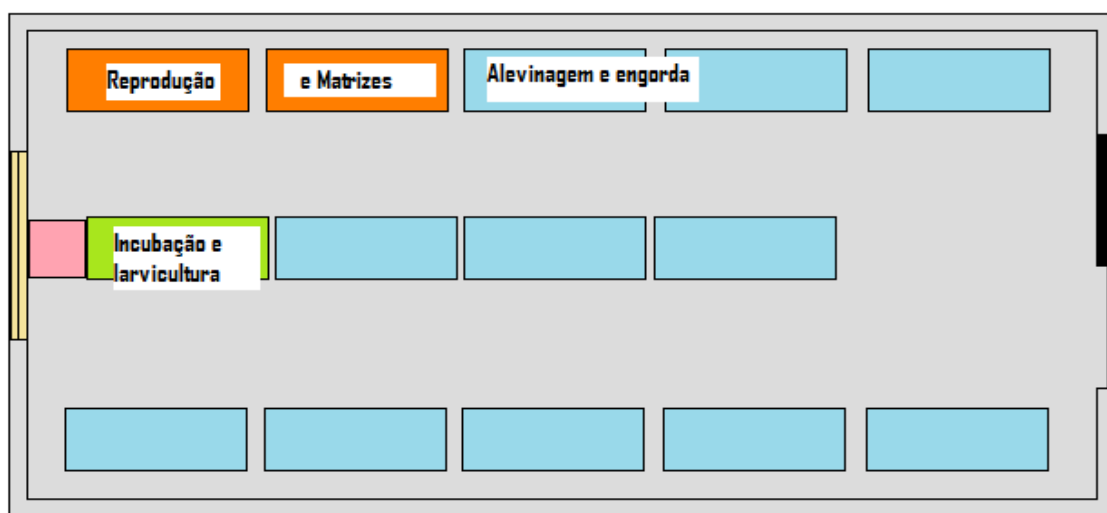 Reprodução
e Matrizes
Alevinagem e engorda
Incubação e
larvicultura